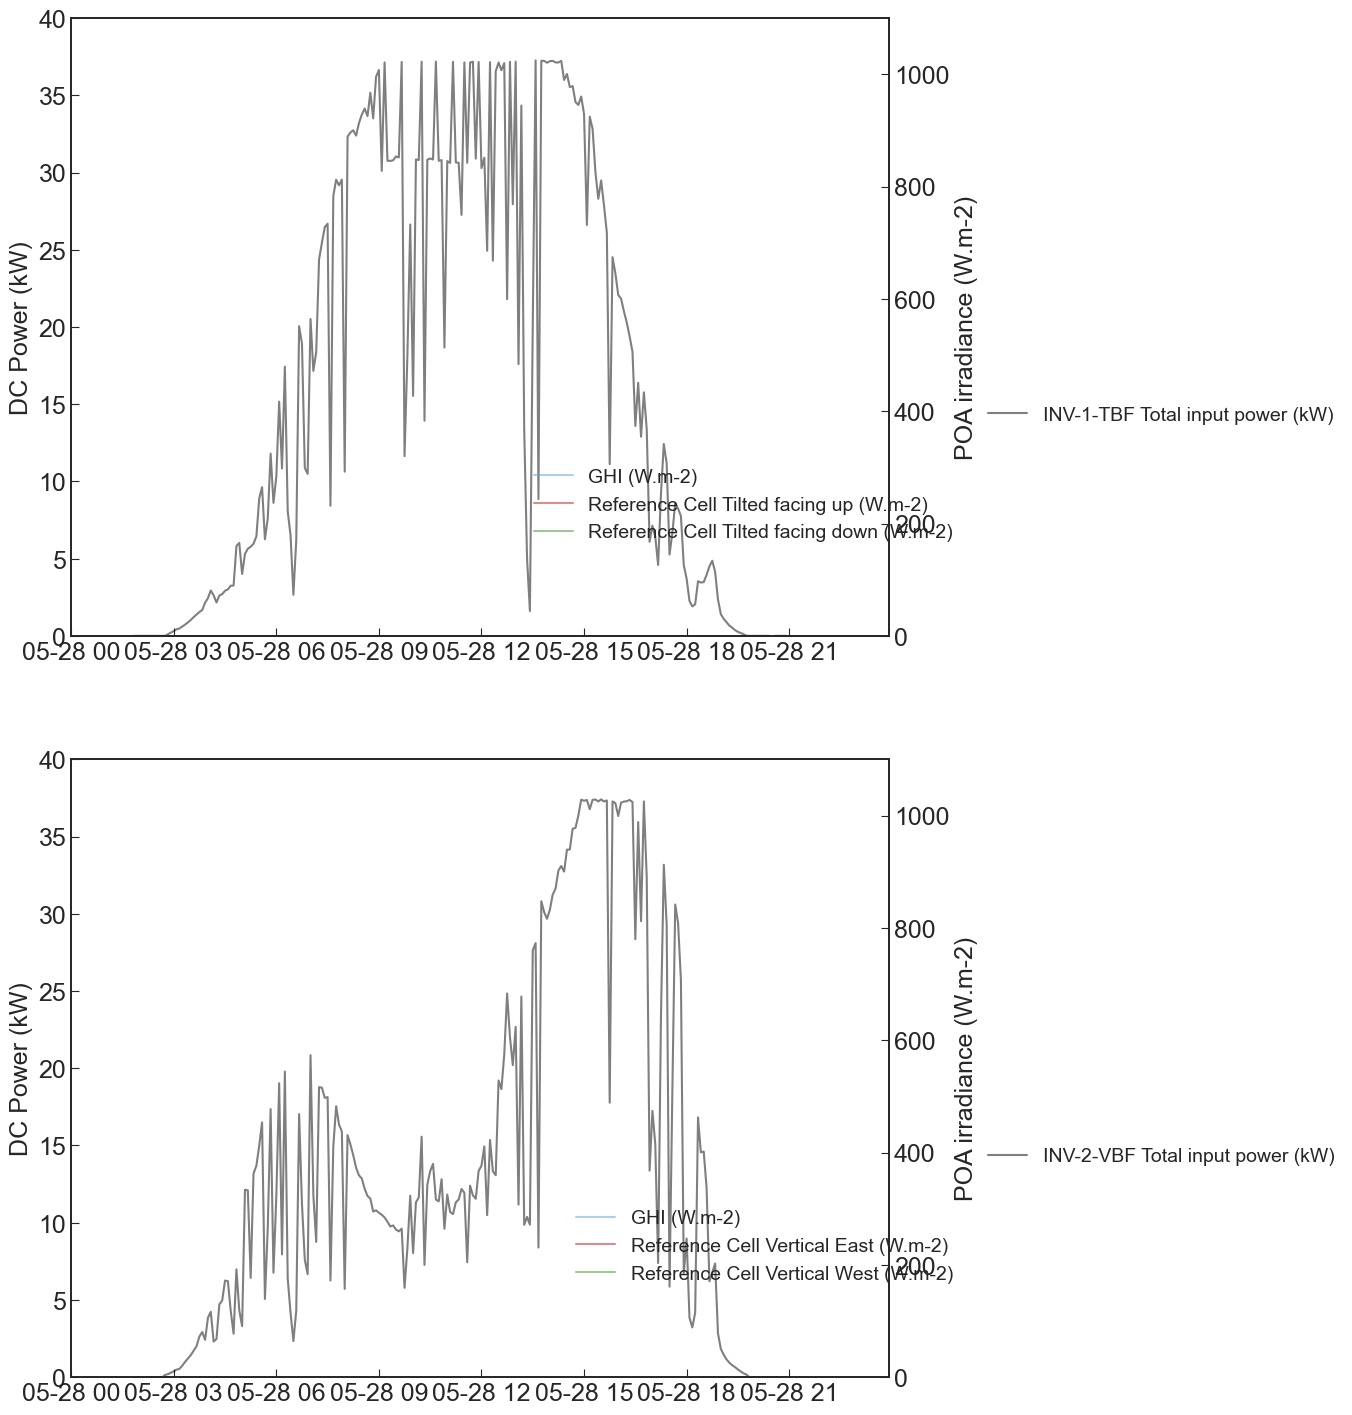 40
35
30
25
20
15
10
5
0
DC Power (kW)
1000
800
600
400
200
0
POA irradiance (W.m-2)
INV-1-TBF Total input power (kW)
GHI (W.m-2)
Reference Cell Tilted facing up (W.m-2)
Reference Cell Tilted facing down (W.m-2)
05-28 00 05-28 03 05-28 06 05-28 09 05-28 12 05-28 15 05-28 18 05-28 21
40
35
30
25
20
15
10
5
0
DC Power (kW)
1000
800
600
400
200
0
POA irradiance (W.m-2)
INV-2-VBF Total input power (kW)
GHI (W.m-2)
Reference Cell Vertical East (W.m-2)
Reference Cell Vertical West (W.m-2)
05-28 00 05-28 03 05-28 06 05-28 09 05-28 12 05-28 15 05-28 18 05-28 21